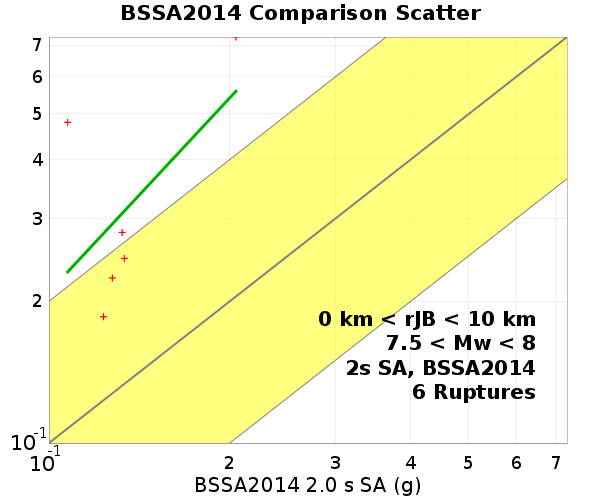 BSSA2014 Comparison Scatter
7
6
5
4
3
2
10-1
0 km < rJB < 10 km
7.5 < Mw < 8
2s SA, BSSA2014
6 Ruptures
10-1 2 3 4 5 6 7
BSSA2014 2.0 s SA (g)